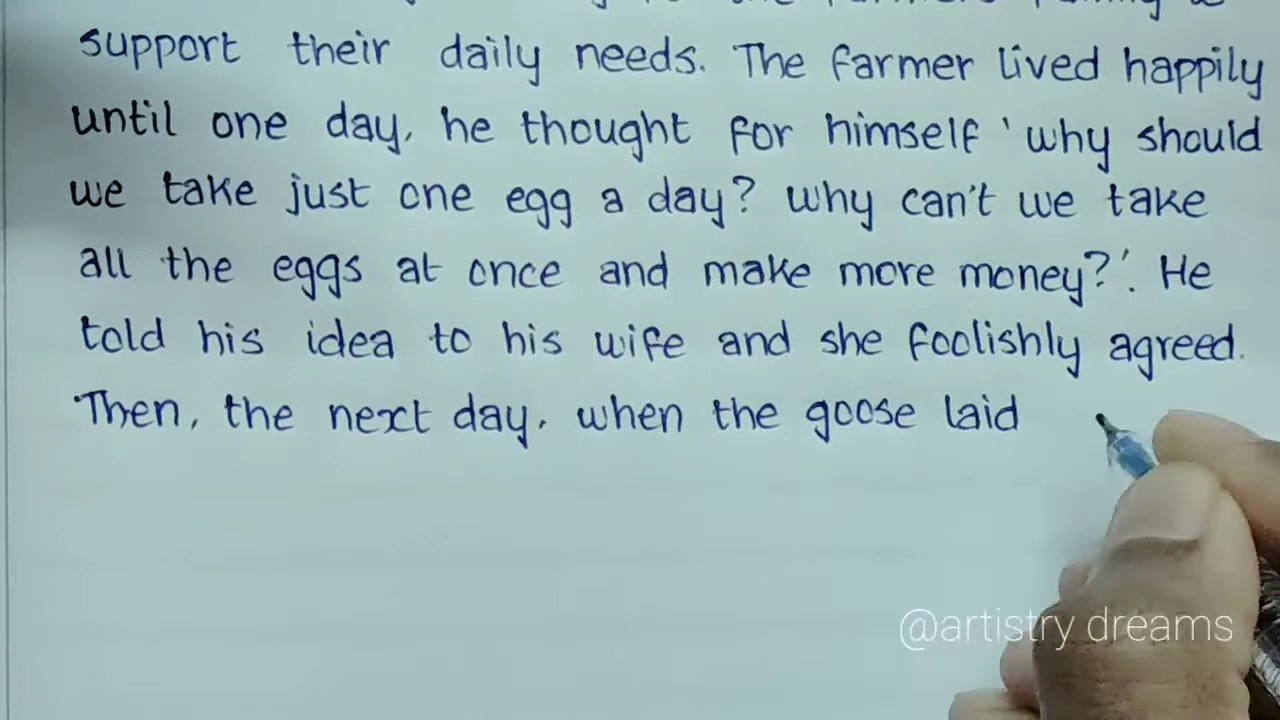 support their daily needs. The farmer lived happily
until one day, he thought for himself 'why should
we take just one egg a day? Why can't we take
all the eggs at once and make more money?'. He
told his idea to his wife and she foolishly agreed.
Then, the next day, when the goose laid
@artistry dreams